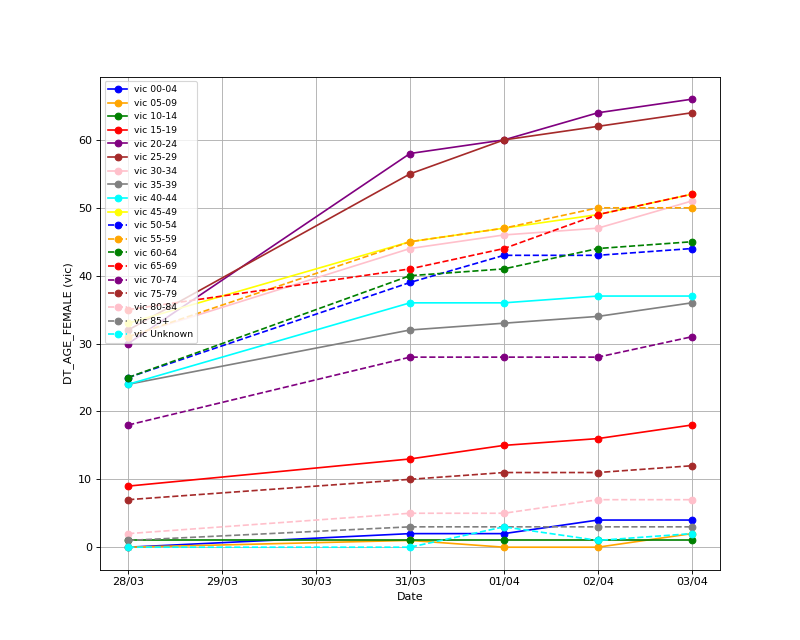 vic 00-04
vic 05-09
vic 10-14
vic 15-19
vic 20-24
vic 25-29
vic 30-34
vic 35-39
vic 40-44
vic 45-49
vic 50-54
vic 55-59
vic 60-64
vic 65-69
vic 70-74
vic 75-79
vic 80-84
vic 85+
vic Unknown
DT_AGE_FEMALE (vic)
60
50
40
30
20
10
0
28/03 29/03 30/03 31/03 01/04 02/04 03/04
Date